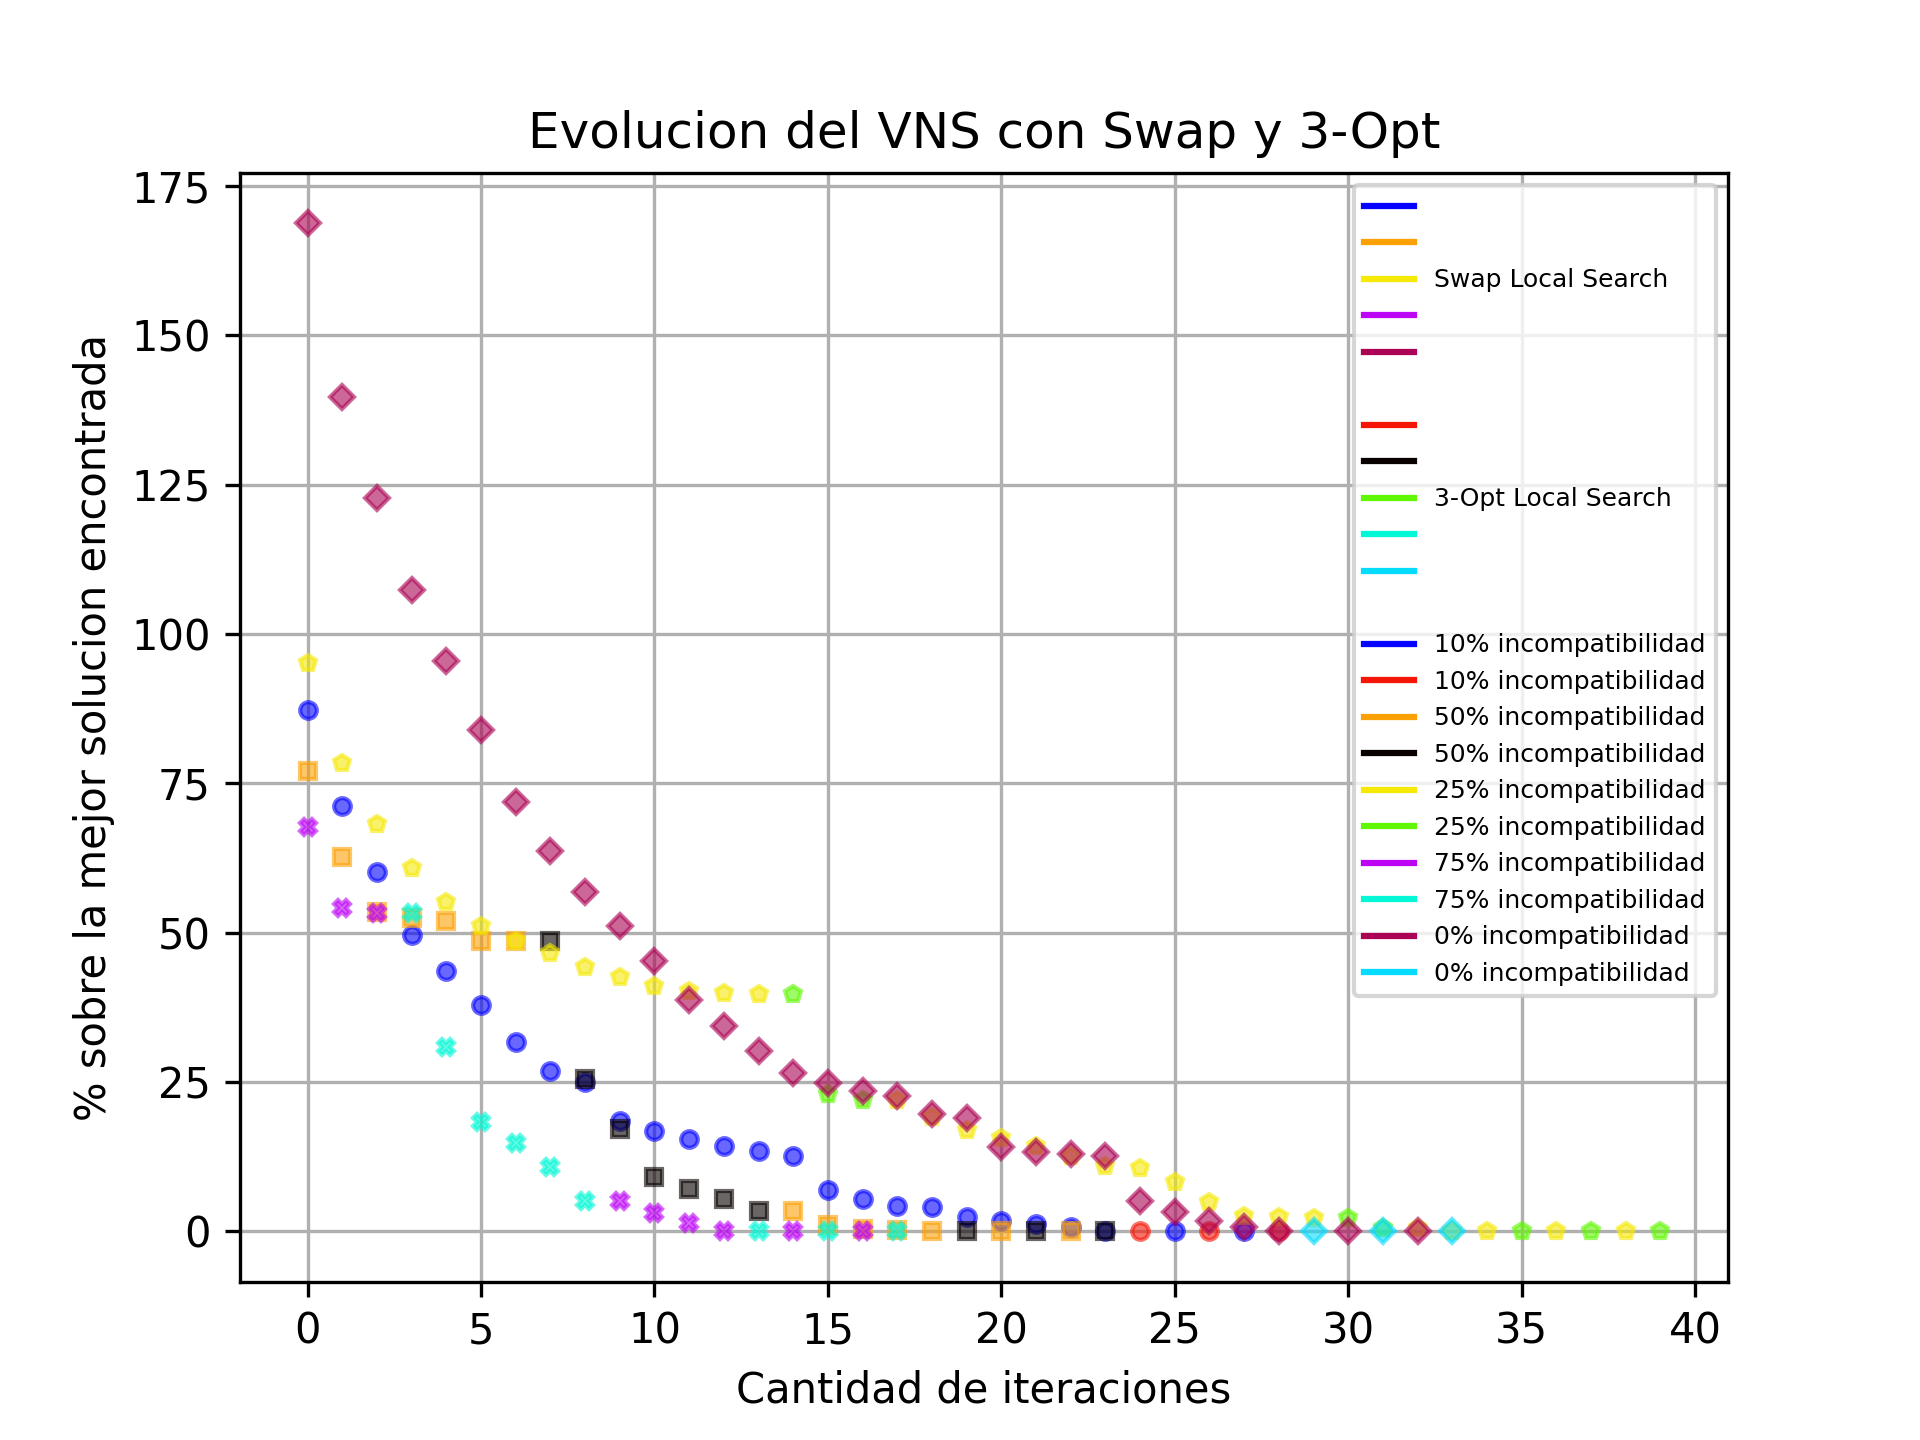 Evolucion del VNS con Swap y 3-Opt
% sobre la mejor solucion encontrada
175
150
125
100
75
50
25
0
Swap Local Search
3-Opt Local Search
10% incompatibilidad
10% incompatibilidad
50% incompatibilidad
50% incompatibilidad
25% incompatibilidad
25% incompatibilidad
75% incompatibilidad
75% incompatibilidad
0% incompatibilidad
0% incompatibilidad
0 5 10 15 20 25 30 35 40
Cantidad de iteraciones